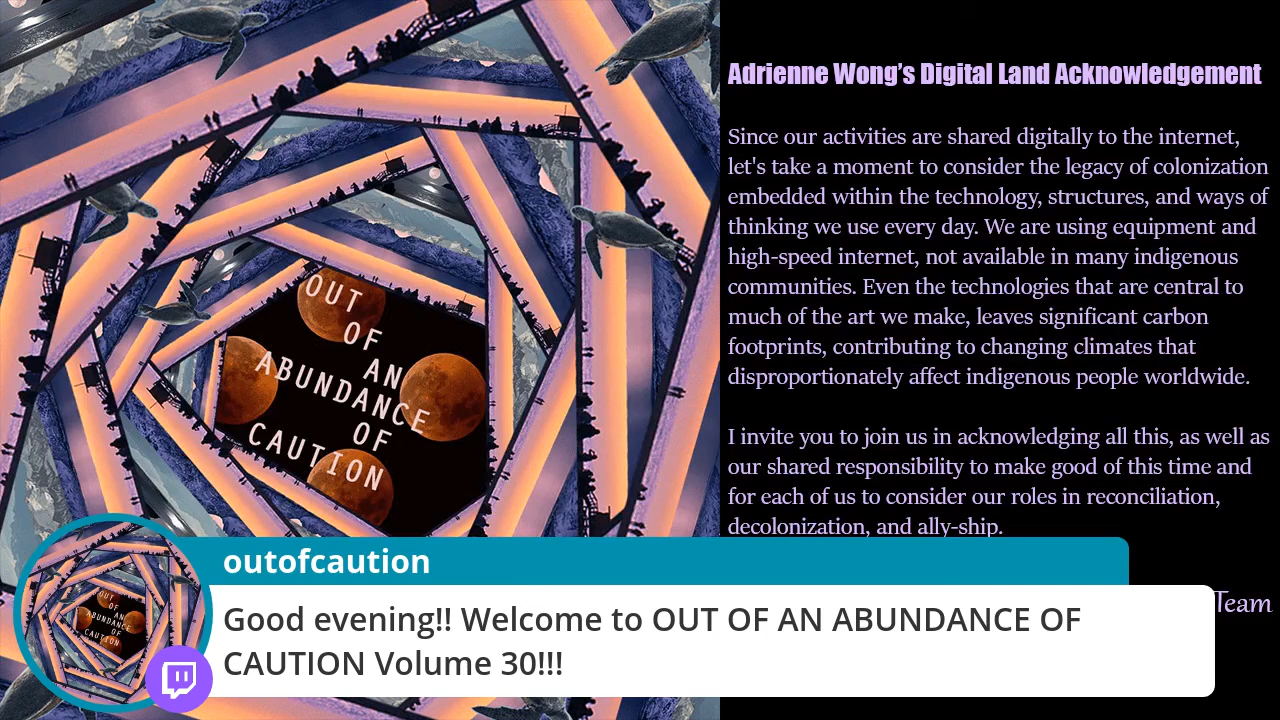 Adrienne Wong’s Digital Land Acknowledgement
Since our activities are shared digitally to the internet,
let's take a moment to consider the legacy of colonization
embedded within the technology, structures, and ways of
thinking we use every day. We are using equipment and
high-speed internet, not available in many indigenous
communities. Even the technologies that are central to
much of the art we make, leaves significant carbon
footprints, contributing to changing climates that
disproportionately affect indigenous people worldwide.
I invite you to join us in acknowledging all this, as well as
our shared responsibility to make good of this time and
for each of us to consider our roles in reconciliation,
decolonization, and ally-ship.
Team
OUT
OF
AN
ABUNDANCE
OF
CAUTION
outofcaution
Good evening!! Welcome to OUT OF AN ABUNDANCE OF
CAUTION Volume 30!!!
OUT
OF
AN
ABUNDANCE
OF
CAUTION